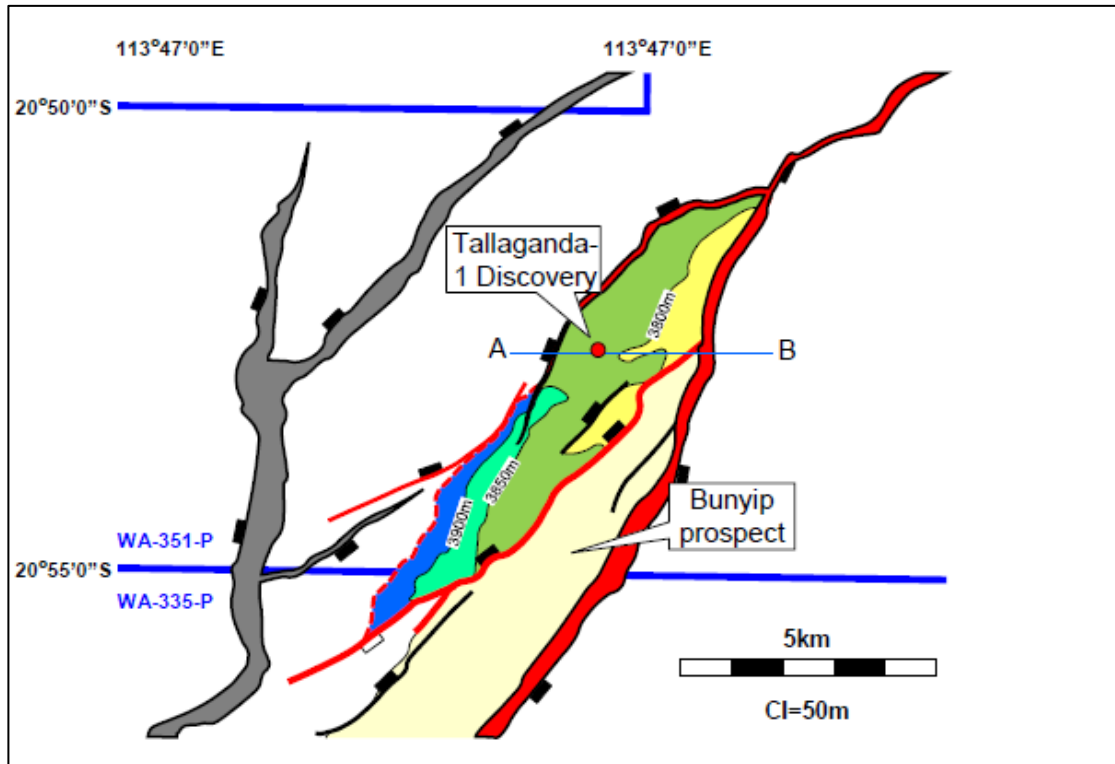 113°47'0"E
113°47'0"E
20°50'0"S
Tallaganda-
1 Discovery
3800m
A
B
3850m
3900m
Bunyip
prospect
WA-351-P
20°55'0"S
WA-335-P
5km
CI=50m